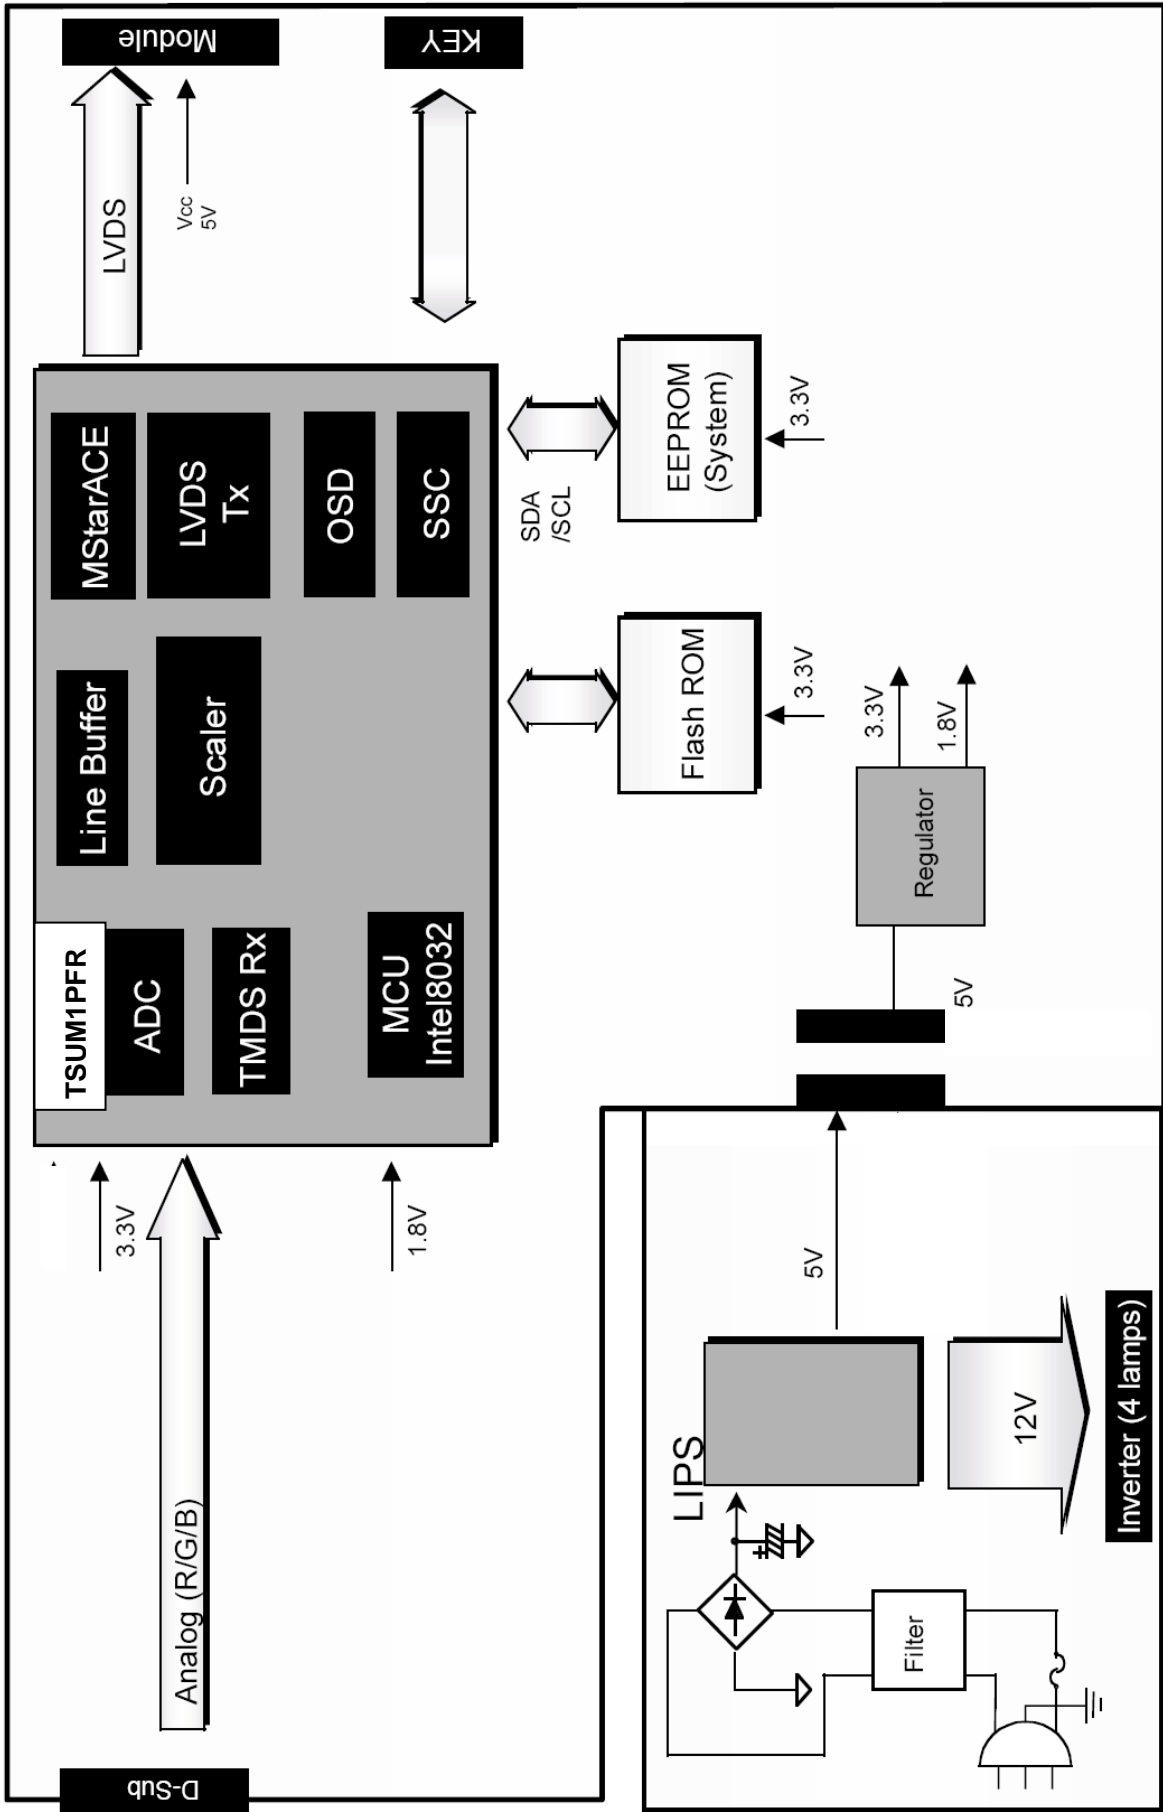 Module
KEY
LVDS
Vcc
5V
MStarACE
LVDS
Tx
OSD
SSC
SDA
/SCL
EEPROM
(System)
3.3V
Line Buffer
Scaler
Flash ROM
3.3V
TSUM1PFR
ADC
TMDS Rx
MCU
Intel8032
3.3V
1.8V
Regulator
5V
3.3V
1.8V
Analog (R/G/B)
D-Sub
5V
LIPS
12V
Inverter (4 lamps)
+
Filter